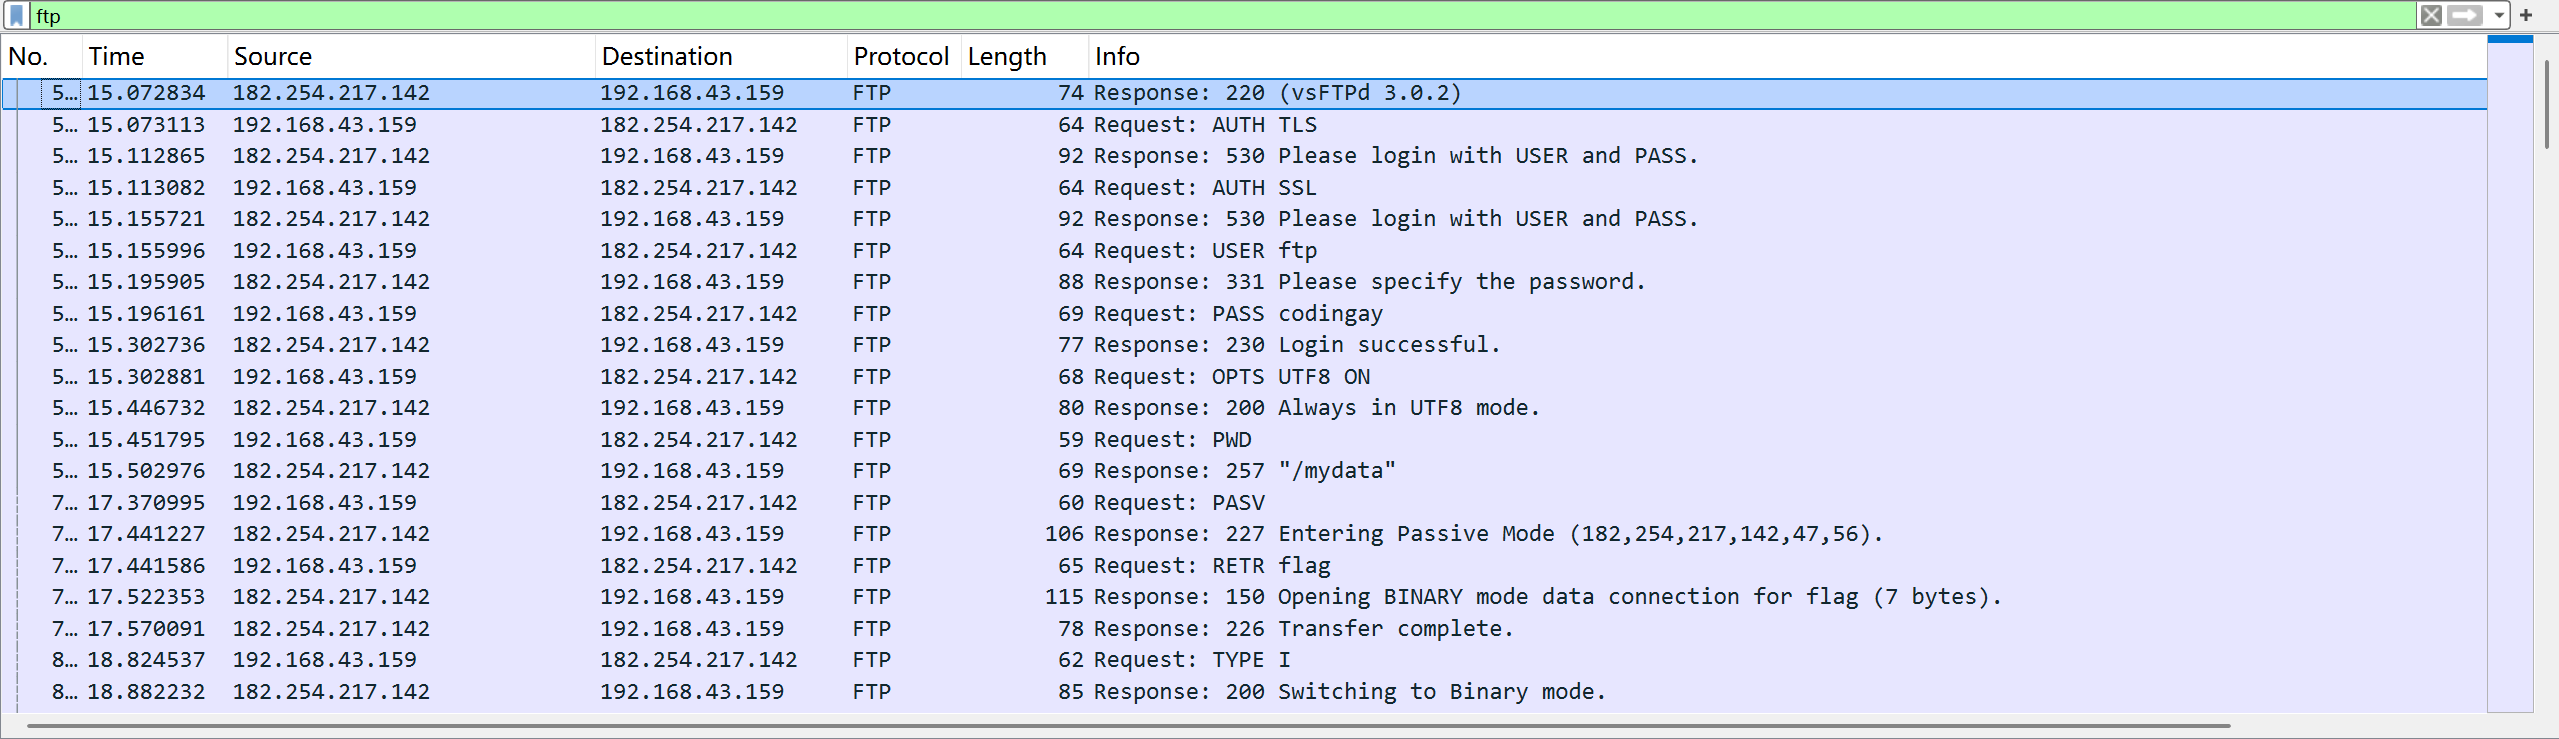 ftp
No. Time Source Destination Protocol Length Info
5… 15.072834 182.254.217.142 192.168.43.159 FTP 74 Response: 220 (vsFTPd 3.0.2)
5… 15.073113 192.168.43.159 182.254.217.142 FTP 64 Request: AUTH TLS
5… 15.112865 182.254.217.142 192.168.43.159 FTP 92 Response: 530 Please login with USER and PASS.
5… 15.113082 192.168.43.159 182.254.217.142 FTP 64 Request: AUTH SSL
5… 15.155721 182.254.217.142 192.168.43.159 FTP 92 Response: 530 Please login with USER and PASS.
5… 15.155996 192.168.43.159 182.254.217.142 FTP 64 Request: USER ftp
5… 15.195905 182.254.217.142 192.168.43.159 FTP 88 Response: 331 Please specify the password.
5… 15.196161 192.168.43.159 182.254.217.142 FTP 69 Request: PASS codingay
5… 15.302736 182.254.217.142 192.168.43.159 FTP 77 Response: 230 Login successful.
5… 15.302881 192.168.43.159 182.254.217.142 FTP 68 Request: OPTS UTF8 ON
5… 15.446732 182.254.217.142 192.168.43.159 FTP 80 Response: 200 Always in UTF8 mode.
5… 15.451795 192.168.43.159 182.254.217.142 FTP 59 Request: PWD
5… 15.502976 182.254.217.142 192.168.43.159 FTP 69 Response: 257 "/mydata"
7… 17.370995 192.168.43.159 182.254.217.142 FTP 60 Request: PASV
7… 17.441227 182.254.217.142 192.168.43.159 FTP 106 Response: 227 Entering Passive Mode (182,254,217,142,47,56).
7… 17.441586 192.168.43.159 182.254.217.142 FTP 65 Request: RETR flag
7… 17.522353 182.254.217.142 192.168.43.159 FTP 115 Response: 150 Opening BINARY mode data connection for flag (7 bytes).
7… 17.570091 182.254.217.142 192.168.43.159 FTP 78 Response: 226 Transfer complete.
8… 18.824537 192.168.43.159 182.254.217.142 FTP 62 Request: TYPE I
8… 18.882232 182.254.217.142 192.168.43.159 FTP 85 Response: 200 Switching to Binary mode.